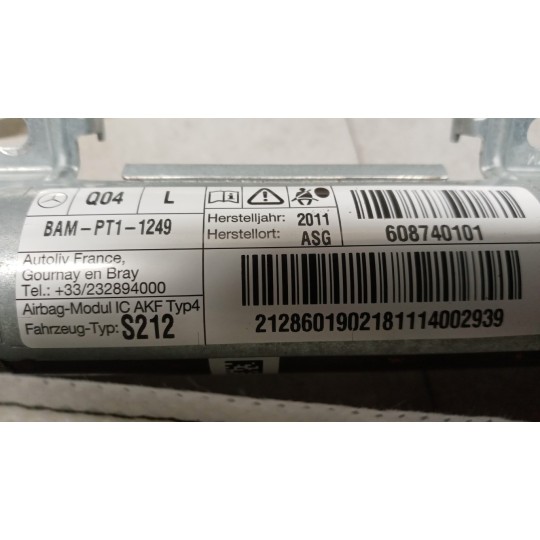 Q04 L
BAM-PT1-1249
Herstelljahr: 2011
Herstellort: ASG
608740101
Autoliv France,
Gournay en Bray
Tel.: +33/232894000
Airbag-Modul IC AKF Typ4
Fahrzeug-Typ: S212
2128601902181114002939